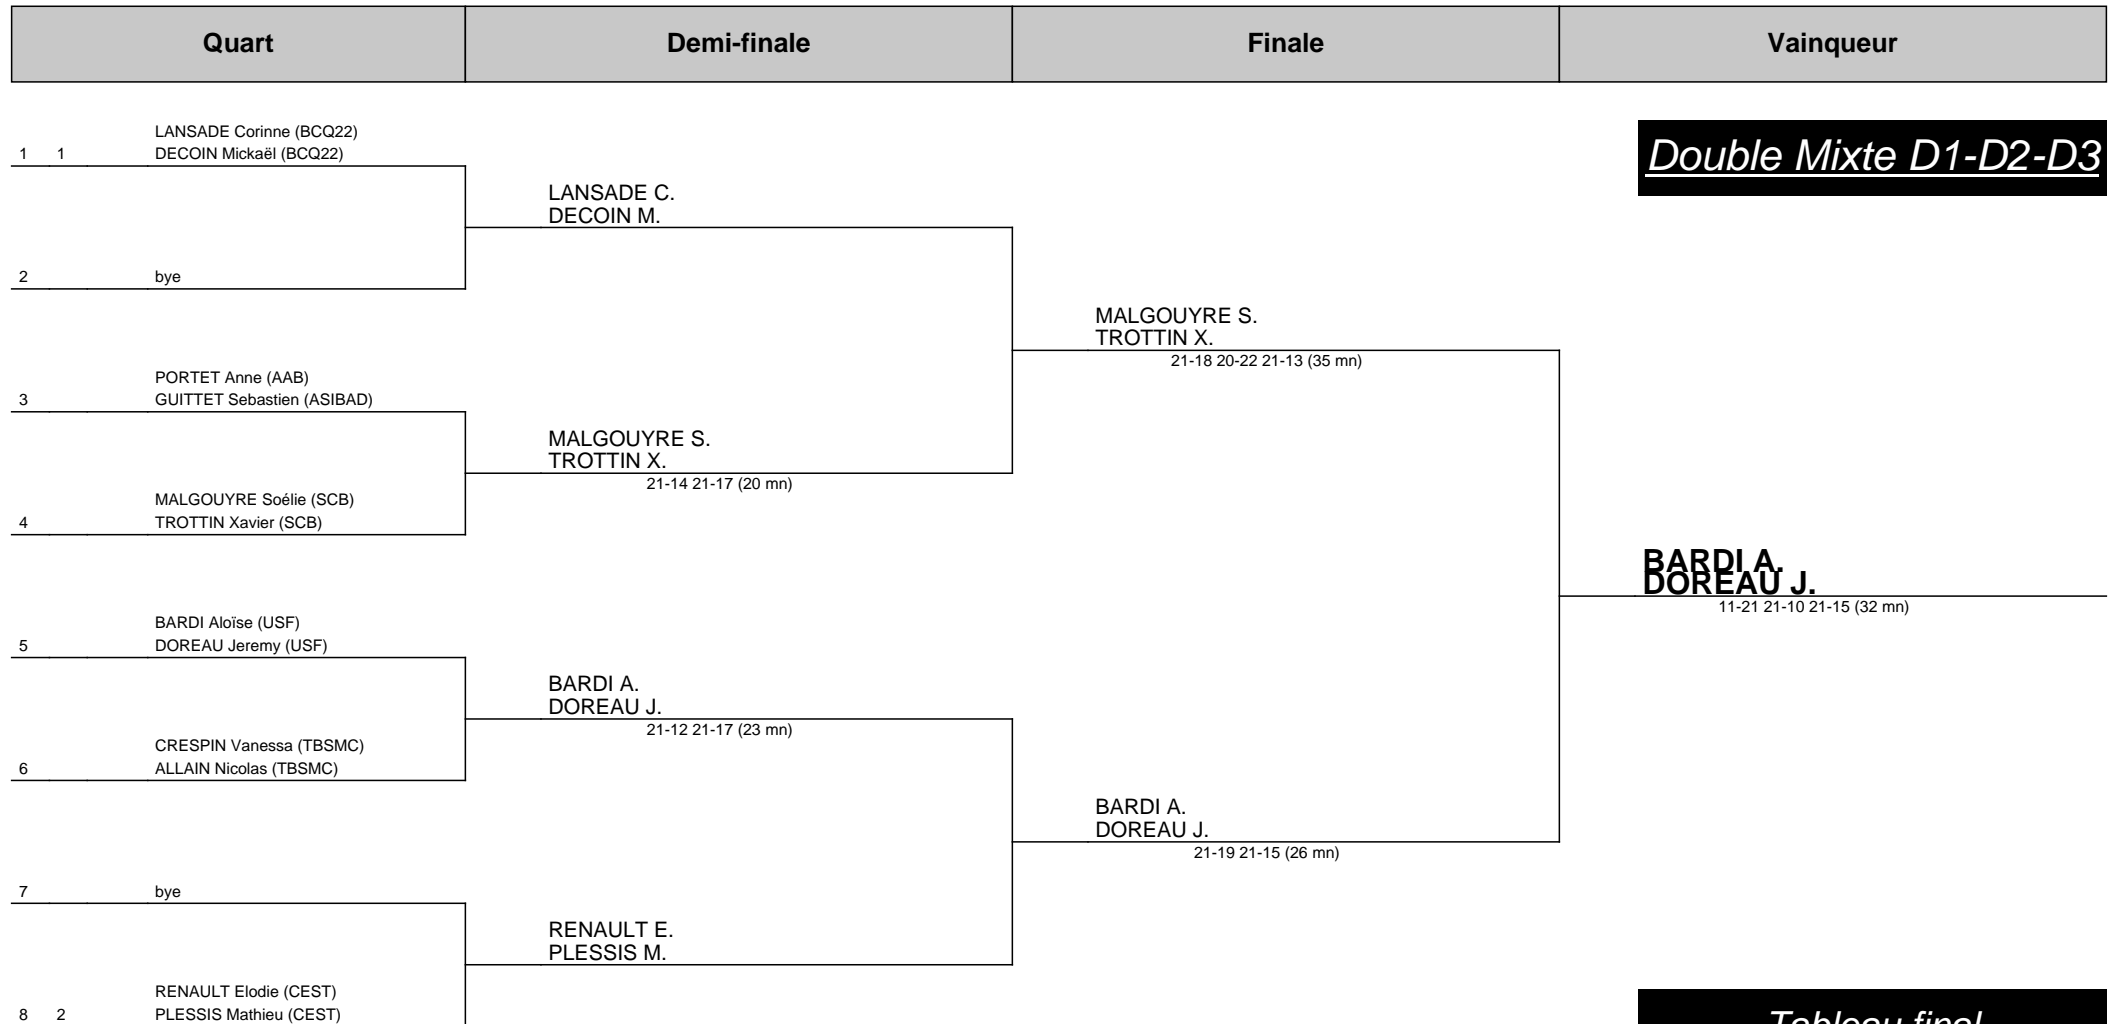 Quart Demi-finale Finale Vainqueur
Double Mixte D1-D2-D3
LANSADE Corinne (BCQ22)
1 1 DECOIN Mickaël (BCQ22)
LANSADE C.
DECOIN M.
2 bye
MALGOUYRE S.
TROTTIN X.
21-18 20-22 21-13 (35 mn)
PORTET Anne (AAB)
3 GUITTET Sebastien (ASIBAD)
MALGOUYRE S.
TROTTIN X.
21-14 21-17 (20 mn)
MALGOUYRE Soélie (SCB)
4 TROTTIN Xavier (SCB)
BARDI A.
DOREAU J.
11-21 21-10 21-15 (32 mn)
BARDI Aloïse (USF)
5 DOREAU Jeremy (USF)
BARDI A.
DOREAU J.
21-12 21-17 (23 mn)
CRESPIN Vanessa (TBSMC)
6 ALLAIN Nicolas (TBSMC)
BARDI A.
DOREAU J.
21-19 21-15 (26 mn)
7 bye
RENAULT E.
PLESSIS M.
RENAULT Elodie (CEST)
8 2 PLESSIS Mathieu (CEST)
Tableau final